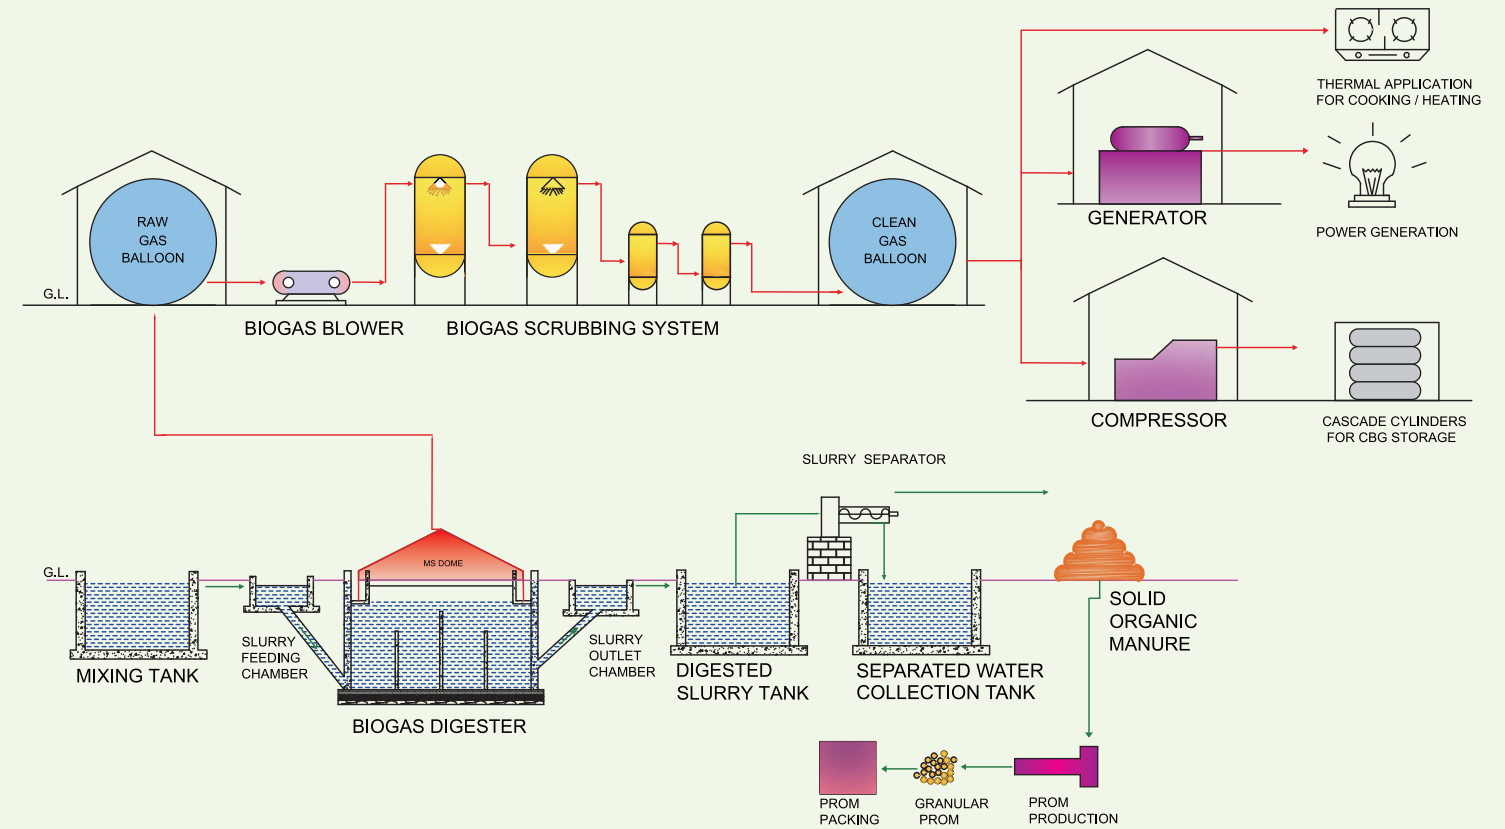 THERMAL APPLICATION
FOR COOKING / HEATING
GENERATOR
POWER GENERATION
RAW
GAS
BALLOON
CLEAN
GAS
BALLOON
G.L.
BIOGAS BLOWER
BIOGAS SCRUBBING SYSTEM
COMPRESSOR
CASCADE CYLINDERS
FOR CBG STORAGE
SLURRY SEPARATOR
G.L.
MS DOME
MIXING TANK
SLURRY
FEEDING
CHAMBER
BIOGAS DIGESTER
SLURRY
OUTLET
CHAMBER
DIGESTED
SLURRY TANK
SEPARATED WATER
COLLECTION TANK
SOLID
ORGANIC
MANURE
PROM
PACKING
GRANULAR
PROM
PROM
PRODUCTION